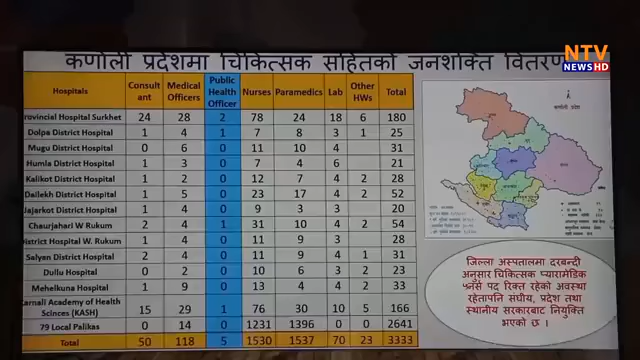 NTV
NEWS HD
कर्णाली प्रदेशमा चिकित्सक सहितको जनशक्ति वितरण
Hospitals Consult ant Medical Officers Public Health Officer Nurses Paramedics Lab Other HWs Total
rovincial Hospital Surkhet 24 28 2 78 24 18 6 180
Dolpa District Hospital 1 4 1 7 8 3 1 25
Mugu District Hospital 0 6 0 11 10 4 31
Humla District Hospital 1 3 0 7 4 6 21
Kalikot District Hospital 1 2 0 12 7 4 2 28
Dailekh District Hospital 1 5 0 23 17 4 2 52
Jajarkot District Hospital 1 4 0 9 3 3 20
Chaurjahari W Rukum 2 4 1 31 10 4 2 54
District Hospital W. Rukum 1 4 0 11 9 3 28
Salyan District Hospital 2 4 0 11 9 4 1 31
Dullu Hospital 0 2 0 10 6 3 2 23
Mehelkuna Hospital 1 9 0 13 4 4 2 33
arnali Academy of Health Scinces (KASH) 15 29 1 76 30 10 5 166
79 Local Palikas 0 14 0 1231 1396 0 0 2641
Total 50 118 5 1530 1537 70 23 3333
कर्णाली प्रदेश
जिल्ला अस्पतालमा दरबन्दी
अनुसार चिकित्सक प्यारामेडिक
नर्स पद रिक्त रहेको अवस्था
रहेतापनि संघीय, प्रदेश तथा
स्थानीय सरकारबाट नियुक्ति
भएको छ ।